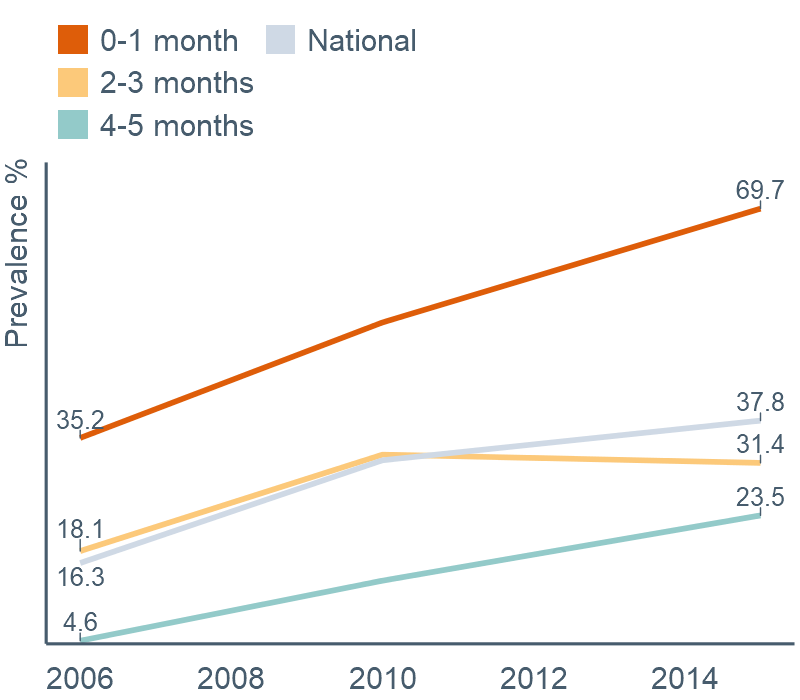 0-1 month National
2-3 months
4-5 months
Prevalence %
69.7
35.2
37.8
31.4
23.5
18.1
16.3
4.6
2006 2008 2010 2012 2014